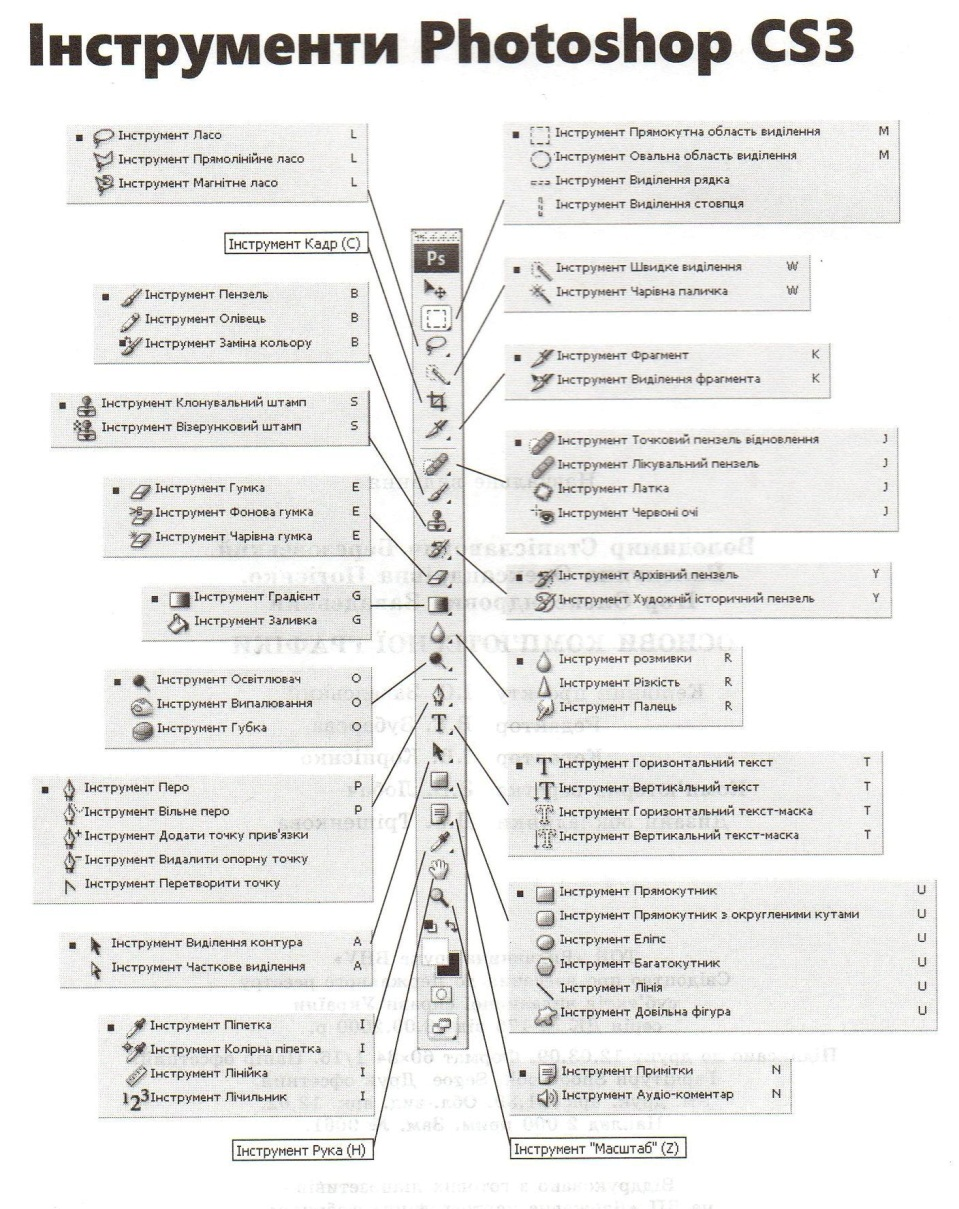 Інструменти Photoshop CS3
Інструмент Ласо L
Інструмент Прямолінійне ласо L
Інструмент Магнітне ласо L
Інструмент Кадр (C)
Інструмент Пензель B
Інструмент Олівець B
Інструмент Заміна кольору B
Інструмент Клонувальний штамп S
Інструмент Візерунковий штамп S
Інструмент Гумка E
Інструмент Фонова гумка E
Інструмент Чарівна гумка E
Інструмент Градієнт G
Інструмент Заливка G
Інструмент Освітлювач O
Інструмент Випалювання O
Інструмент Губка O
Інструмент Перо P
Інструмент Вільне перо P
Інструмент Додати точку прив'язки
Інструмент Видалити опорну точку
Інструмент Перетворити точку
Інструмент Виділення контура A
Інструмент Часткове виділення A
Інструмент Піпетка I
Інструмент Колірна піпетка I
Інструмент Лінійка I
123 Інструмент Лічильник I
Інструмент Рука (H)
Ps
T
Інструмент Прямокутна область виділення M
Інструмент Овальна область виділення M
Інструмент Виділення рядка
Інструмент Виділення стовпця
Інструмент Швидке виділення W
Інструмент Чарівна паличка W
Інструмент Фрагмент K
Інструмент Виділення фрагмента K
Інструмент Точковий пензель відновлення J
Інструмент Лікувальний пензель J
Інструмент Латка J
Інструмент Червоні очі J
Інструмент Архівний пензель Y
Інструмент Художній історичний пензель Y
Інструмент розмивки R
Інструмент Різкість R
Інструмент Палець R
T Інструмент Горизонтальний текст T
T Інструмент Вертикальний текст T
T Інструмент Горизонтальний текст-маска T
T Інструмент Вертикальний текст-маска T
Інструмент Прямокутник U
Інструмент Прямокутник з округленими кутами U
Інструмент Еліпс U
Інструмент Багатокутник U
Інструмент Лінія U
Інструмент Довільна фігура U
Інструмент Примітки N
Інструмент Аудіо-коментар N
Інструмент "Масштаб" (Z)